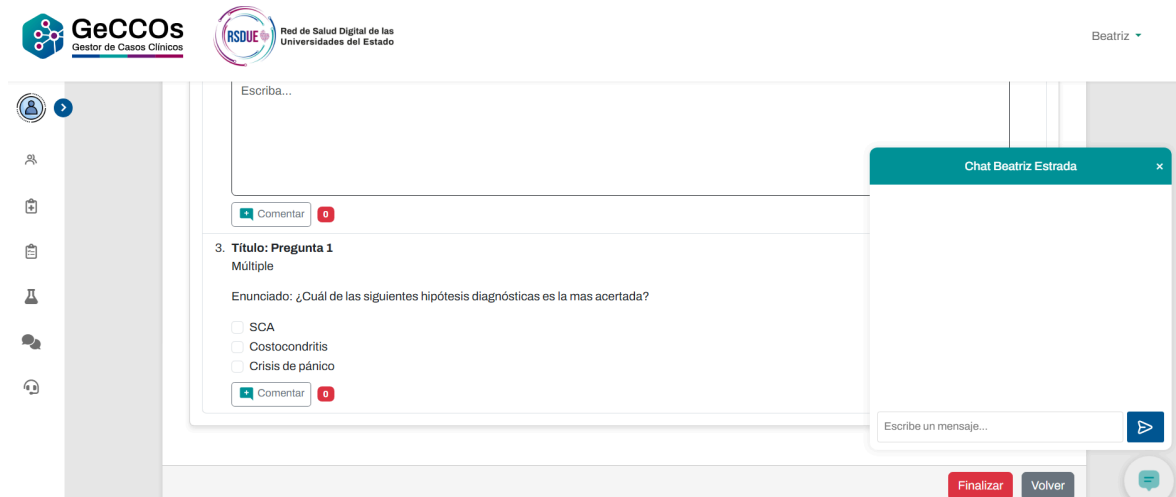 GeCCOs
Gestor de Casos Clínicos
RSDUE
Red de Salud Digital de las
Universidades del Estado
Beatriz
Escriba...
Comentar 0
3. Título: Pregunta 1
Múltiple
Enunciado: ¿Cuál de las siguientes hipótesis diagnósticas es la mas acertada?
SCA
Costocondritis
Crisis de pánico
Comentar 0
Chat Beatriz Estrada ×
Escribe un mensaje...
Finalizar Volver